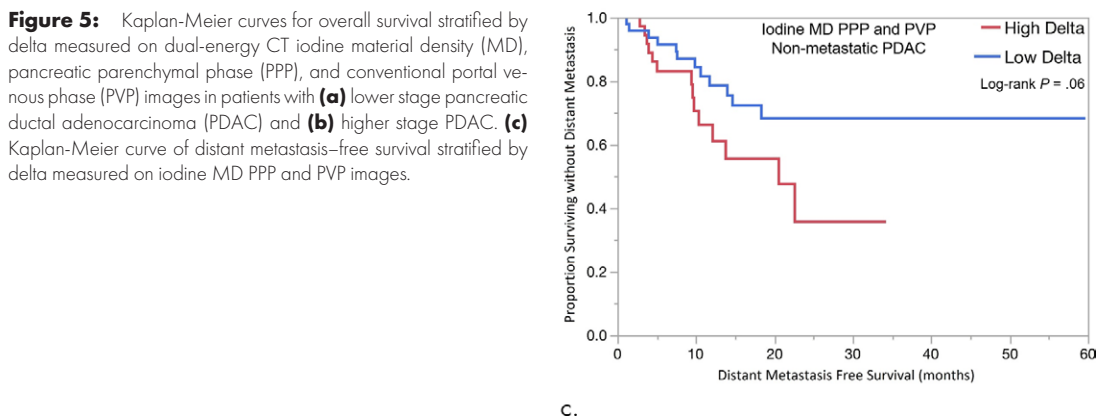 Figure 5: Kaplan-Meier curves for overall survival stratified by
delta measured on dual-energy CT iodine material density (MD),
pancreatic parenchymal phase (PPP), and conventional portal ve-
nous phase (PVP) images in patients with (a) lower stage pancreatic
ductal adenocarcinoma (PDAC) and (b) higher stage PDAC. (c)
Kaplan-Meier curve of distant metastasis–free survival stratified by
delta measured on iodine MD PPP and PVP images.
Proportion Surviving without Distant Metastasis
1.0
0.8
0.6
0.4
0.2
0.0
Iodine MD PPP and PVP
Non-metastatic PDAC
High Delta
Low Delta
Log-rank P = .06
0 10 20 30 40 50 60
Distant Metastasis Free Survival (months)
c.